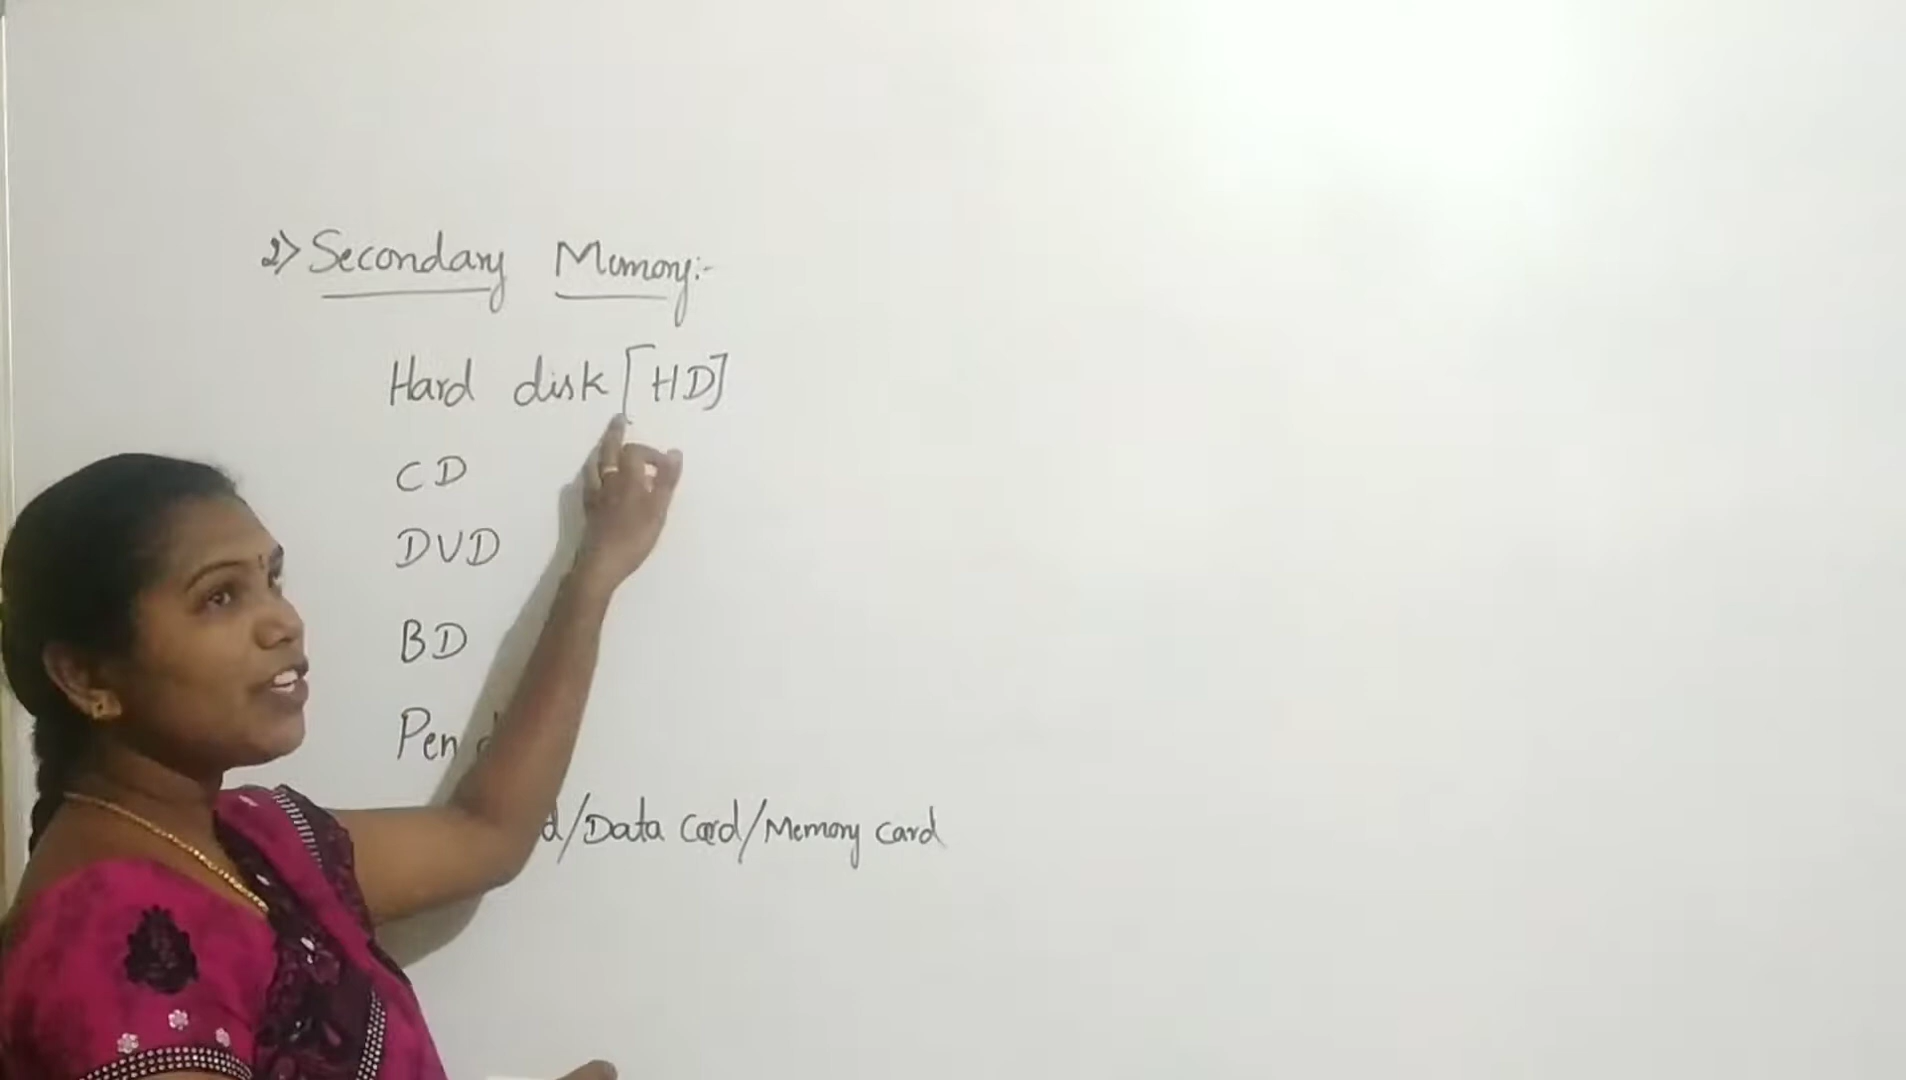 2) Secondary Memory:-
Hard disk [HD]
CD
DVD
BD
Pen
/Data Card/Memory card